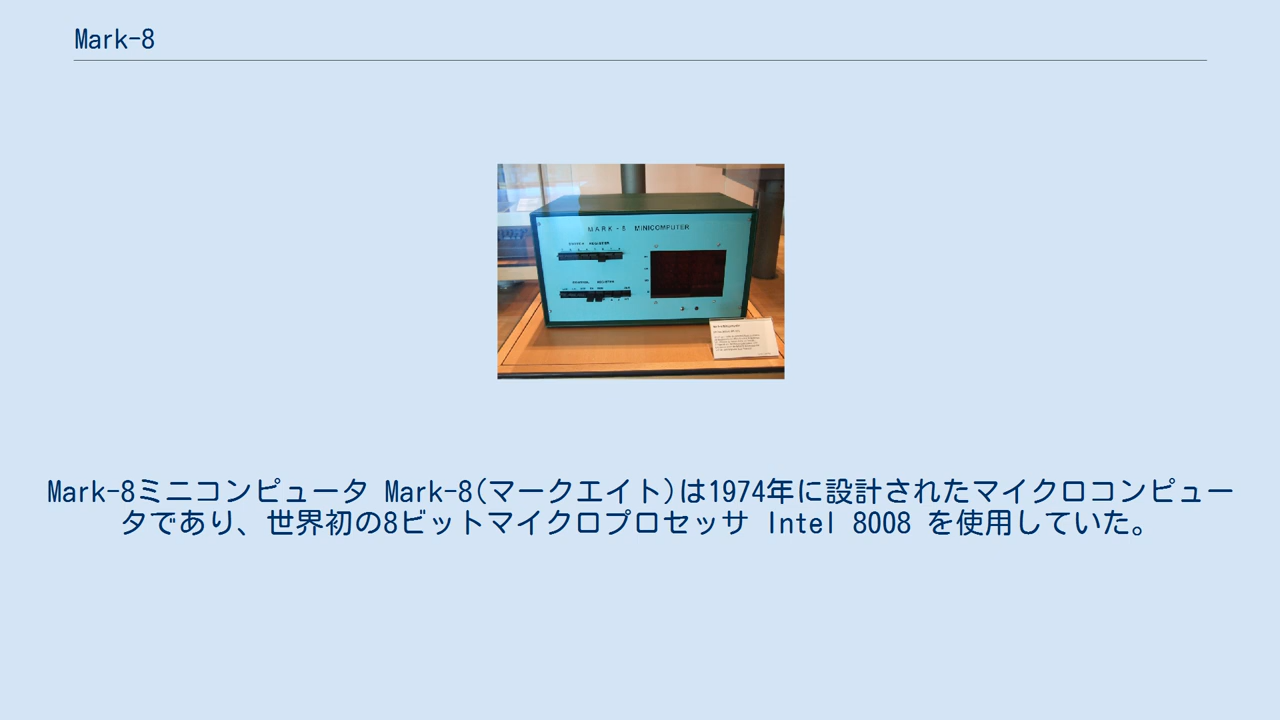 Mark-8
MARK-8 MINICOMPUTER
Mark-8ミニコンピュータ Mark-8(マークエイト)は1974年に設計されたマイクロコンピュー
タであり、世界初の8ビットマイクロプロセッサ Intel 8008 を使用していた。